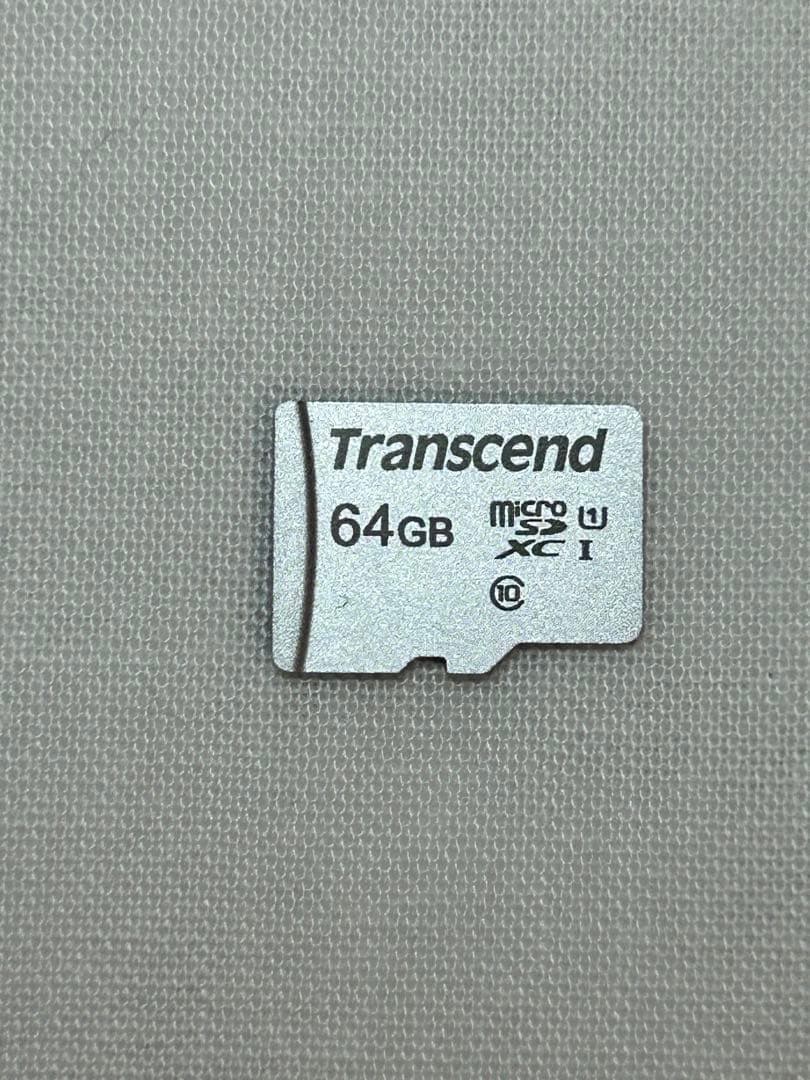 Transcend
64GB
micro SD XC I U1
10